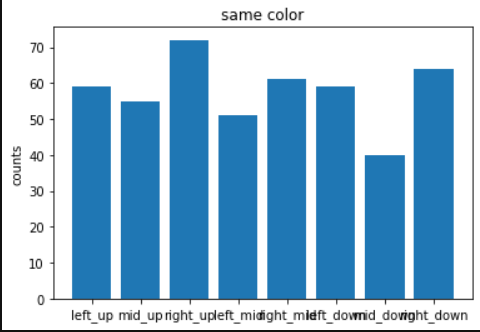 same color
70
60
50
40
30
20
10
0
counts
left_up mid_up right_up left_mid right_mid left_down mid_down right_down